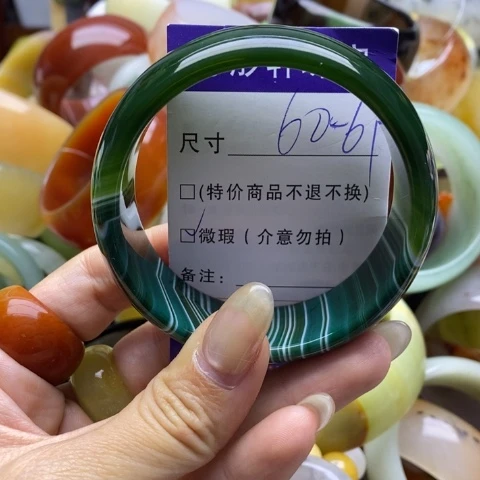 尺寸 60-61
□(特价商品不退不换)
☑微瑕(介意勿拍)
备注: